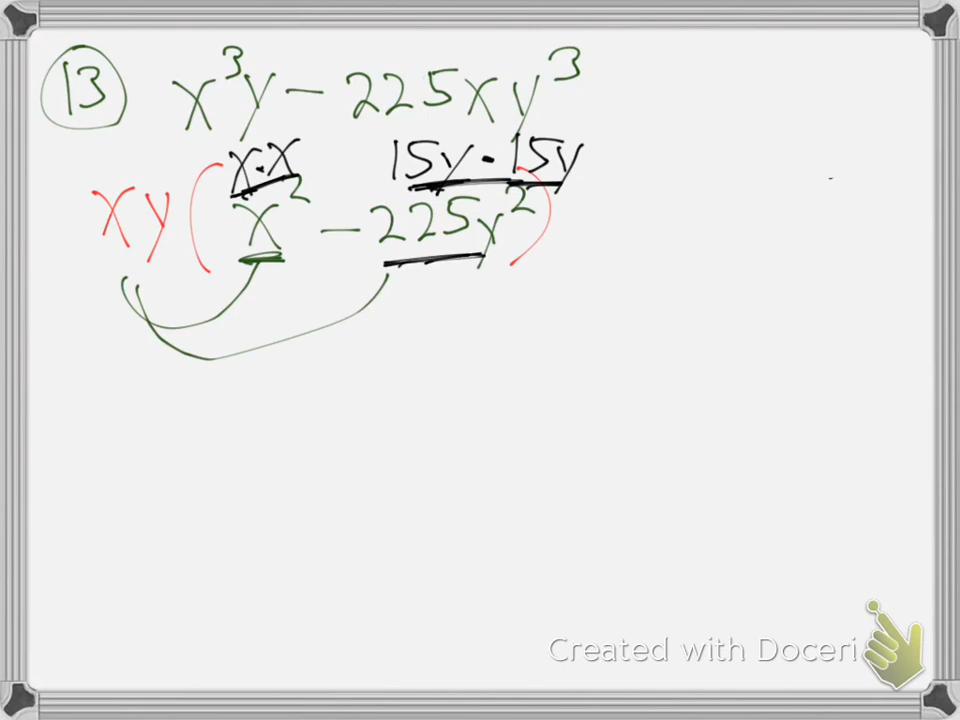 13 x³y - 225xy³
x·x 15y · 15y
xy(x² - 225y²)
Created with Doceri